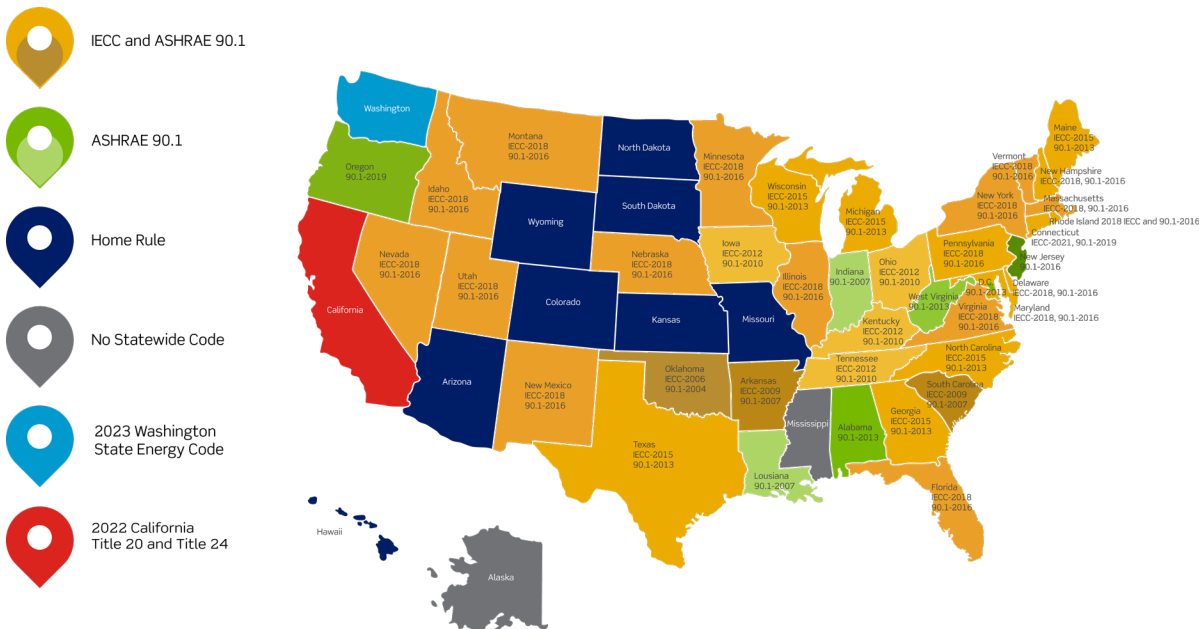 IECC and ASHRAE 90.1
ASHRAE 90.1
Home Rule
No Statewide Code
2023 Washington
State Energy Code
2022 California
Title 20 and Title 24
Washington
Oregon
90.1-2019
California
Nevada
IECC-2018
90.1-2016
Idaho
IECC-2018
90.1-2016
Montana
IECC-2018
90.1-2016
Wyoming
Utah
IECC-2018
90.1-2016
Arizona
Colorado
New Mexico
IECC-2018
90.1-2016
North Dakota
South Dakota
Nebraska
IECC-2018
90.1-2016
Kansas
Oklahoma
IECC-2006
90.1-2004
Texas
IECC-2015
90.1-2013
Minnesota
IECC-2018
90.1-2016
Iowa
IECC-2012
90.1-2010
Missouri
Arkansas
IECC-2009
90.1-2007
Lousiana
90.1-2007
Wisconsin
IECC-2015
90.1-2013
Illinois
IECC-2018
90.1-2016
Michigan
IECC-2015
90.1-2013
Indiana
90.1-2007
Ohio
IECC-2012
90.1-2010
Kentucky
IECC-2012
90.1-2010
Tennessee
IECC-2012
90.1-2010
Mississippi
Alabama
90.1-2013
Georgia
IECC-2015
90.1-2013
Florida
IECC-2018
90.1-2016
South Carolina
IECC-2009
90.1-2007
North Carolina
IECC-2015
90.1-2013
Virginia
IECC-2018
90.1-2016
West Virginia
90.1-2013
D.C.
90.1-2013
Pennsylvania
IECC-2018
90.1-2016
New York
IECC-2018
90.1-2016
Vermont
IECC-2018
90.1-2016
Maine
IECC-2015
90.1-2013
New Hampshire
IECC-2018, 90.1-2016
Massachusetts
IECC-2018, 90.1-2016
Rhode Island 2018 IECC and 90.1-2016
Connecticut
IECC-2021, 90.1-2019
New Jersey
90.1-2016
Delaware
IECC-2018, 90.1-2016
Maryland
IECC-2018, 90.1-2016
Hawaii
Alaska